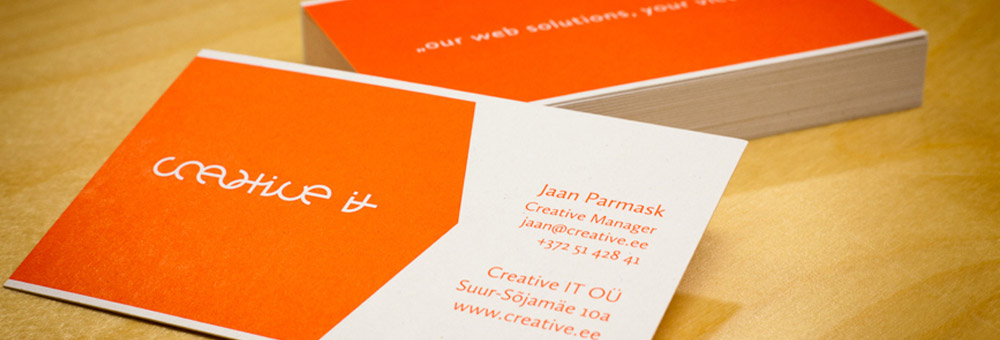 „our web solutions, your
creative it
Jaan Parmask
Creative Manager
jaan@creative.ee
+372 51 428 41
Creative IT OÜ
Suur-Sõjamäe 10a
www.creative.ee